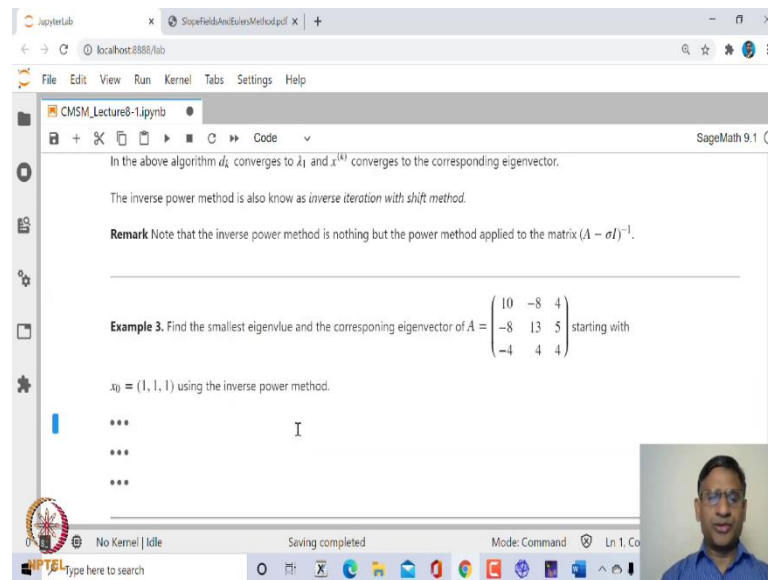 JupyterLab
SlopeFieldsAndEulersMethod.pdf
localhost:8888/lab
File Edit View Run Kernel Tabs Settings Help
CMSM_Lecture8-1.ipynb
Code
SageMath 9.1
In the above algorithm d_k converges to λ_1 and x^{(k)} converges to the corresponding eigenvector.
The inverse power method is also know as inverse iteration with shift method.
Remark Note that the inverse power method is nothing but the power method applied to the matrix (A − σI)^{−1}.
Example 3. Find the smallest eigenvlue and the corresponing eigenvector of A = (10 −8 4
−8 13 5
−4 4 4) starting with
x_0 = (1, 1, 1) using the inverse power method.
No Kernel | Idle Saving completed Mode: Command Ln 1, Co
NPTEL
Type here to search